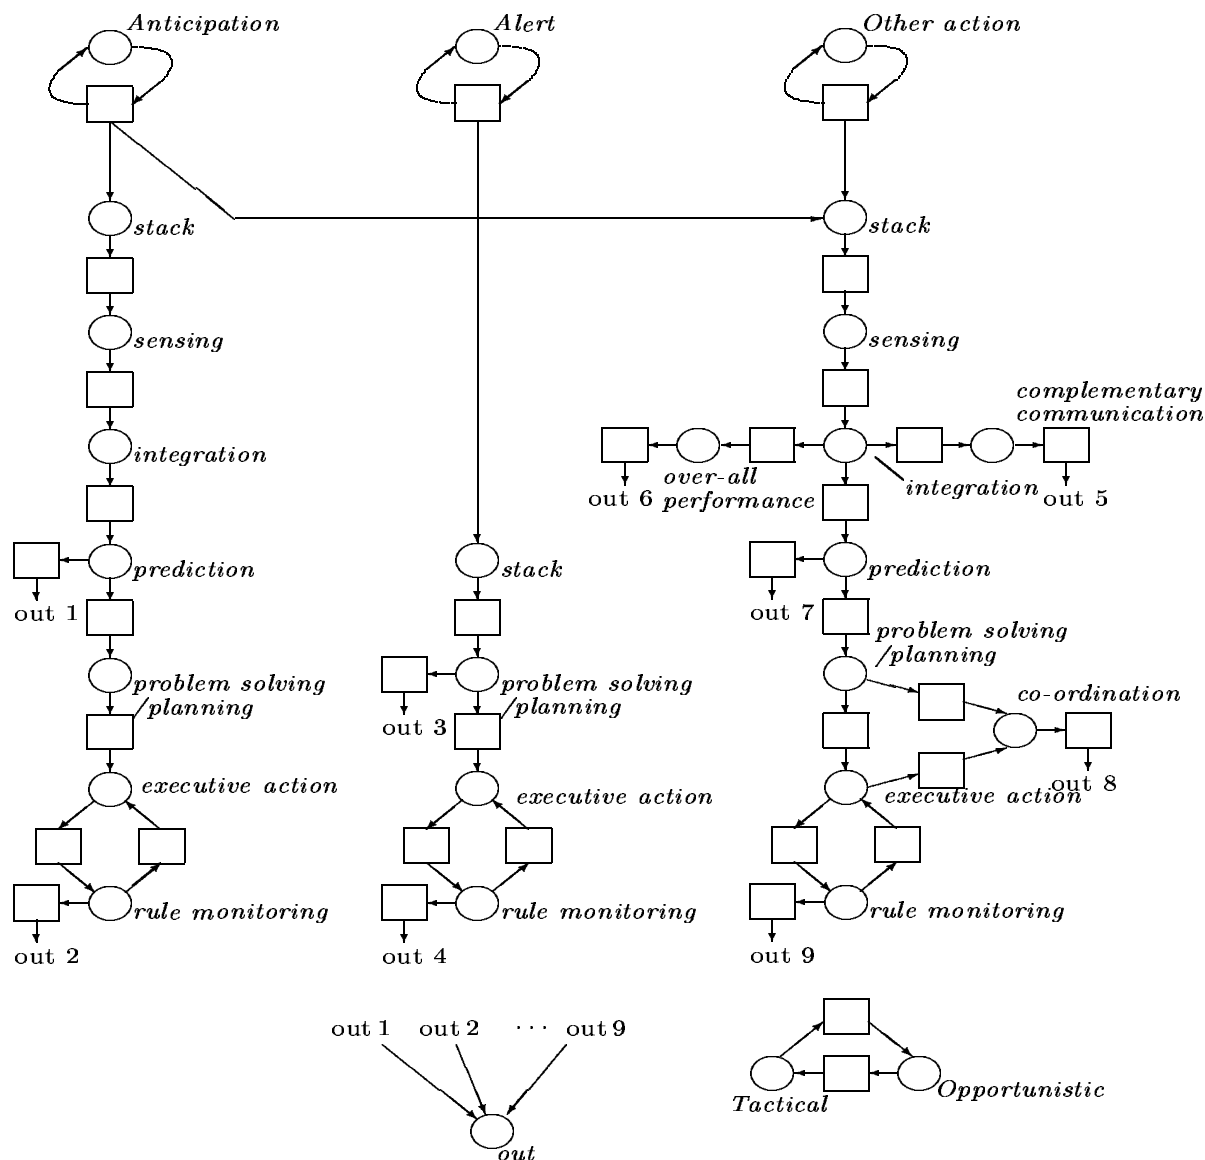 Anticipation
Alert
Other action
stack
stack
sensing
sensing
complementary
communication
integration
over-all
performance
integration
out 6
out 5
prediction
stack
prediction
out 1
out 7
problem solving
/planning
problem solving
/planning
problem solving
/planning
co-ordination
out 3
executive action
executive action
executive action
out 8
rule monitoring
rule monitoring
rule monitoring
out 2
out 4
out 9
out 1 out 2 ··· out 9
out
Tactical
Opportunistic